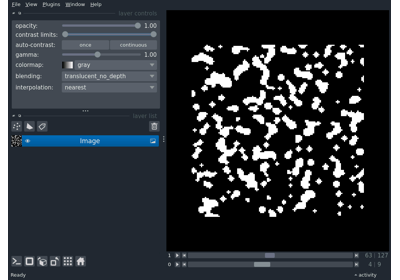 File View Plugins Window Help
layer controls
opacity: 1.00
contrast limits:
auto-contrast: once continuous
gamma: 1.00
colormap: gray
blending: translucent_no_depth
interpolation: nearest
layer list
Image
1 63 127
0 4 9
Ready activity